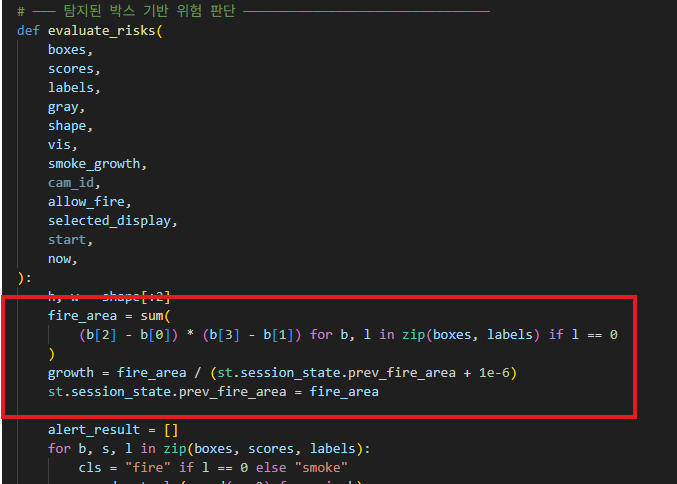 # ── 탐지된 박스 기반 위험 판단 ────────────────────────────────
def evaluate_risks(
    boxes,
    scores,
    labels,
    gray,
    shape,
    vis,
    smoke_growth,
    cam_id,
    allow_fire,
    selected_display,
    start,
    now,
):
    h, w = shape[:2]
    fire_area = sum(
        (b[2] - b[0]) * (b[3] - b[1]) for b, l in zip(boxes, labels) if l == 0
    )
    growth = fire_area / (st.session_state.prev_fire_area + 1e-6)
    st.session_state.prev_fire_area = fire_area
    alert_result = []
    for b, s, l in zip(boxes, scores, labels):
        cls = "fire" if l == 0 else "smoke"